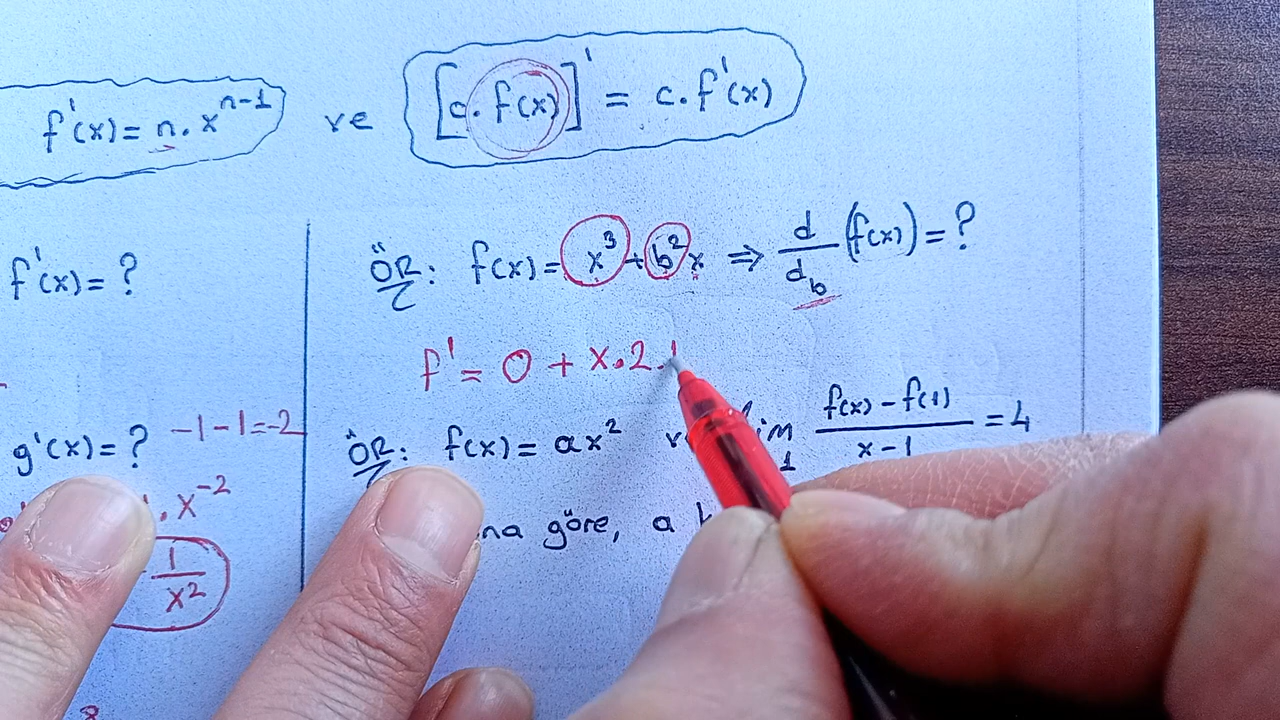 f'(x) = n . x^(n-1) ve [c . f(x)]' = c . f'(x)
f'(x) = ?
g'(x) = ? -1-1=-2
. x^-2
1/x²
ÖR: f(x) = x³ + b²x ⇒ d/db (f(x)) = ?
f' = 0 + x.2.
ÖR: f(x) = ax² (f(x) - f(1))/(x-1) = 4
göre, a